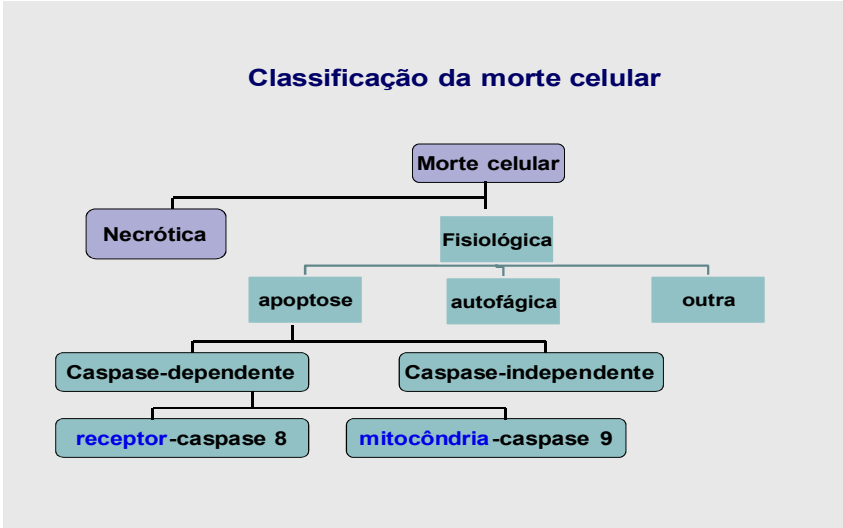 Classificação da morte celular
Morte celular
Necrótica
Fisiológica
apoptose
autofágica
outra
Caspase-dependente
Caspase-independente
receptor-caspase 8
mitocôndria-caspase 9